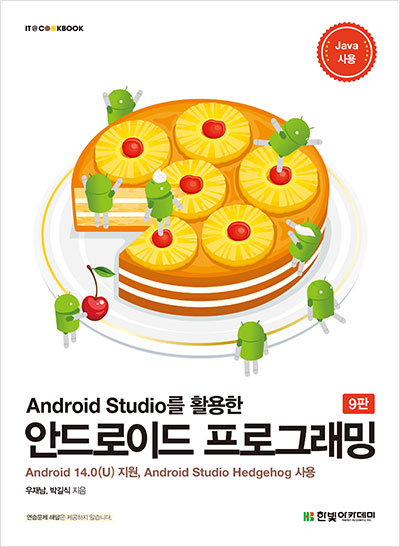 IT@COOKBOOK
Java
사용
Android Studio를 활용한
9판
안드로이드 프로그래밍
Android 14.0(U) 지원, Android Studio Hedgehog 사용
우재남, 박길식 지음
연습문제 해답은 제공하지 않습니다.
한빛아카데미